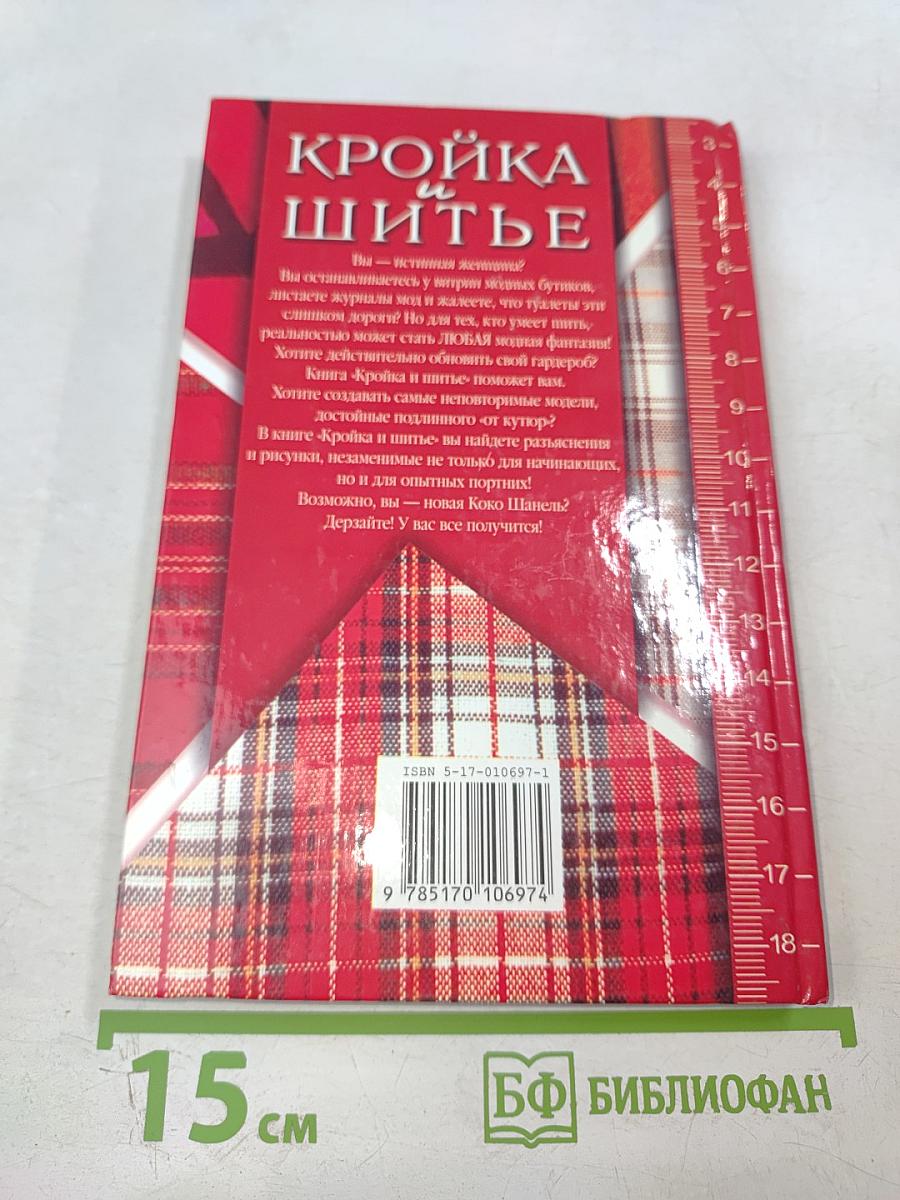 КРОЙКА
и
ШИТЬЕ
Вы — истинная женщина?
Вы останавливаетесь у витрин модных бутиков,
листаете журналы мод и жалеете, что туалеты эти
слишком дороги? Но для тех, кто умеет шить,
реальностью может стать ЛЮБАЯ модная фантазия!
Хотите действительно обновить свой гардероб?
Книга «Кройка и шитье» поможет вам.
Хотите создавать самые неповторимые модели,
достойные подлинного «от кутюр»?
В книге «Кройка и шитье» вы найдете разъяснения
и рисунки, незаменимые не только для начинающих,
но и для опытных портних!
Возможно, вы — новая Коко Шанель?
Дерзайте! У вас все получится!
3
6
7
8
9
10
11
12
13
14
15
16
17
18
ISBN 5-17-010697-1
9 785170 106974
15 см
БФ БИБЛИОФАН